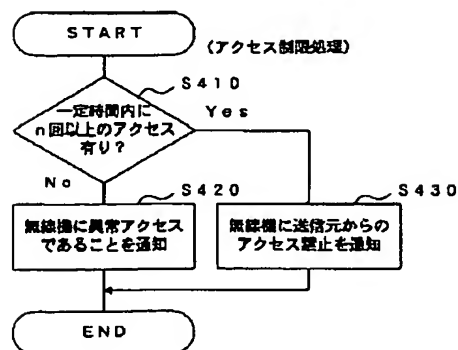 START
(アクセス制限処理)
S410
一定時間内に
n回以上のアクセス
有り?
Yes
No
S420
S430
無線機に異常アクセス
であることを通知
無線機に送信元からの
アクセス禁止を通知
END